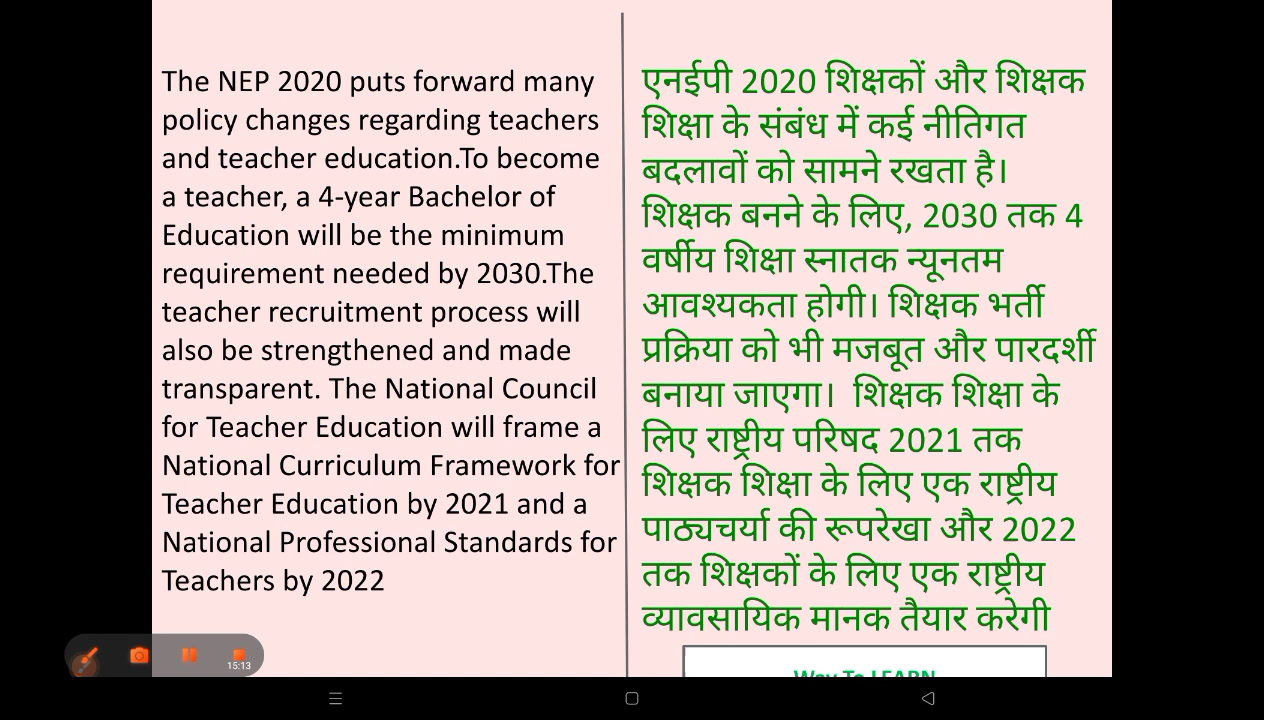 The NEP 2020 puts forward many
policy changes regarding teachers
and teacher education.To become
a teacher, a 4-year Bachelor of
Education will be the minimum
requirement needed by 2030.The
teacher recruitment process will
also be strengthened and made
transparent. The National Council
for Teacher Education will frame a
National Curriculum Framework for
Teacher Education by 2021 and a
National Professional Standards for
Teachers by 2022
एनईपी 2020 शिक्षकों और शिक्षक
शिक्षा के संबंध में कई नीतिगत
बदलावों को सामने रखता है।
शिक्षक बनने के लिए, 2030 तक 4
वर्षीय शिक्षा स्नातक न्यूनतम
आवश्यकता होगी। शिक्षक भर्ती
प्रक्रिया को भी मजबूत और पारदर्शी
बनाया जाएगा। शिक्षक शिक्षा के
लिए राष्ट्रीय परिषद 2021 तक
शिक्षक शिक्षा के लिए एक राष्ट्रीय
पाठ्यचर्या की रूपरेखा और 2022
तक शिक्षकों के लिए एक राष्ट्रीय
व्यावसायिक मानक तैयार करेगी
Way To LEARN
15:13